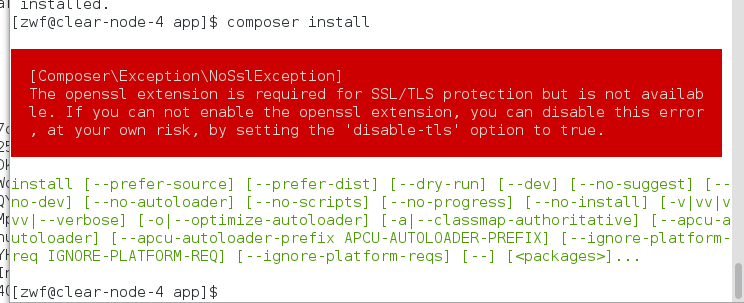 installed.
[zwf@clear-node-4 app]$ composer install
[Composer\Exception\NoSslException]
The openssl extension is required for SSL/TLS protection but is not availab
le. If you can not enable the openssl extension, you can disable this error
, at your own risk, by setting the 'disable-tls' option to true.
install [--prefer-source] [--prefer-dist] [--dry-run] [--dev] [--no-suggest] [--
no-dev] [--no-autoloader] [--no-scripts] [--no-progress] [--no-install] [-v|vv|v
vv|--verbose] [-o|--optimize-autoloader] [-a|--classmap-authoritative] [--apcu-a
utoloader] [--apcu-autoloader-prefix APCU-AUTOLOADER-PREFIX] [--ignore-platform-
req IGNORE-PLATFORM-REQ] [--ignore-platform-reqs] [--] [<packages>]...
[zwf@clear-node-4 app]$